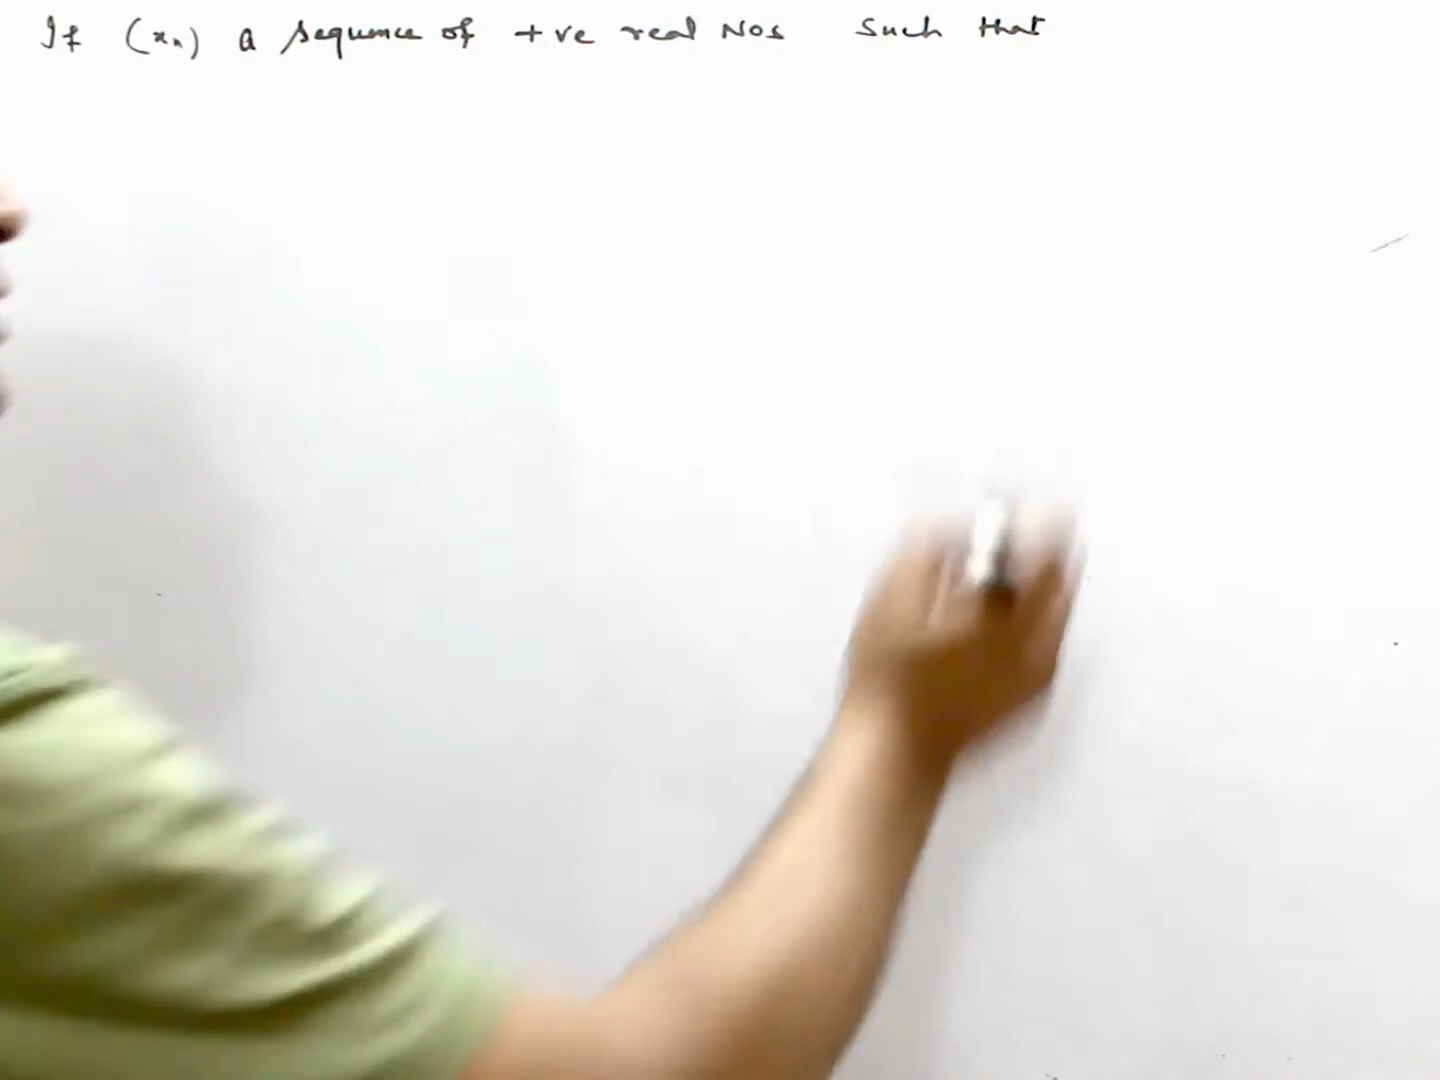 If (xₙ) a sequence of +ve real Nos such that